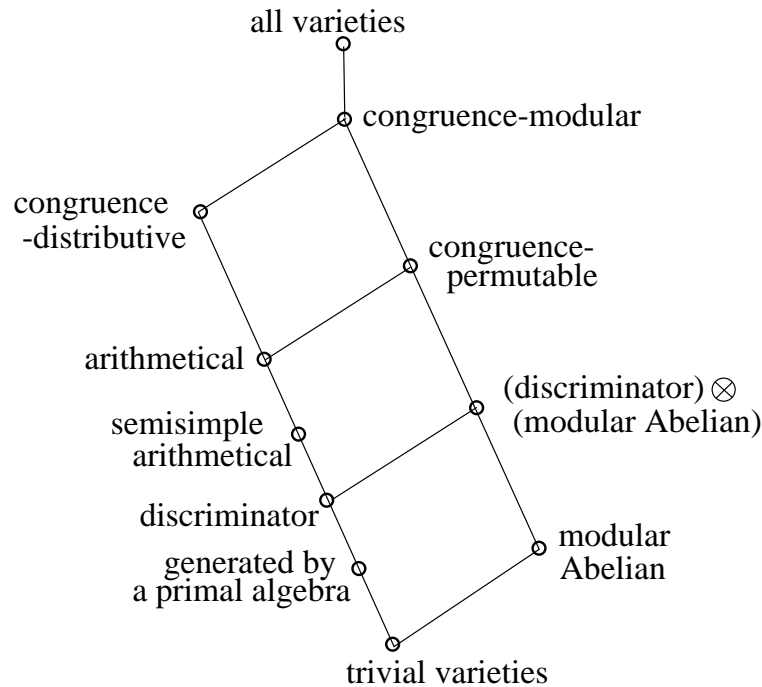 all varieties
congruence-modular
congruence
-distributive
congruence-
permutable
arithmetical
(discriminator) ⊗
(modular Abelian)
semisimple
arithmetical
discriminator
modular
Abelian
generated by
a primal algebra
trivial varieties